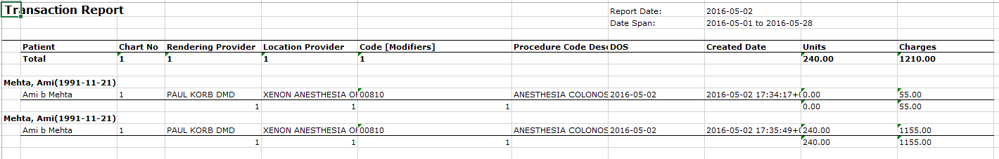 Transaction Report
Report Date: 2016-05-02
Date Span: 2016-05-01 to 2016-05-28
Patient Chart No Rendering Provider Location Provider Code [Modifiers] Procedure Code Desc DOS Created Date Units Charges
Total 1 1 1 1 240.00 1210.00
Mehta, Ami(1991-11-21)
Ami b Mehta 1 PAUL KORB DMD XENON ANESTHESIA OF 00810 ANESTHESIA COLONOS 2016-05-02 2016-05-02 17:34:17+0 0.00 55.00
1 1 1 0.00 55.00
Mehta, Ami(1991-11-21)
Ami b Mehta 1 PAUL KORB DMD XENON ANESTHESIA OF 00810 ANESTHESIA COLONOS 2016-05-02 2016-05-02 17:35:49+0 240.00 1155.00
1 1 1 240.00 1155.00